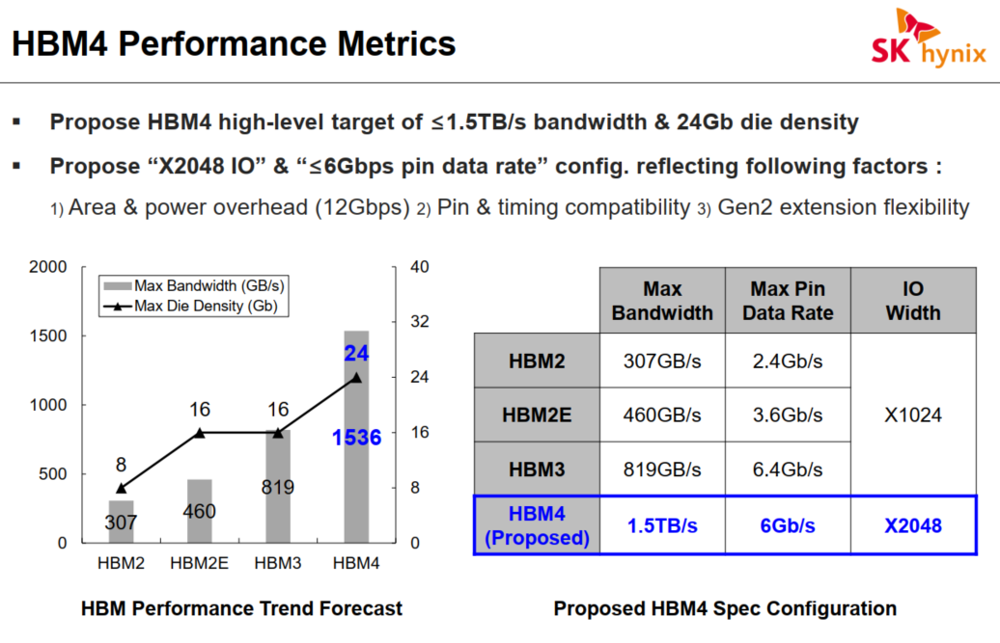 HBM4 Performance Metrics
SK hynix
▪ Propose HBM4 high-level target of ≤1.5TB/s bandwidth & 24Gb die density
▪ Propose “X2048 IO” & “≤6Gbps pin data rate” config. reflecting following factors :
1) Area & power overhead (12Gbps) 2) Pin & timing compatibility 3) Gen2 extension flexibility
2000
1500
1000
500
0
Max Bandwidth (GB/s)
Max Die Density (Gb)
40
32
24
16
8
0
8
16
16
24
307
460
819
1536
HBM2 HBM2E HBM3 HBM4
HBM Performance Trend Forecast
Max Bandwidth
Max Pin Data Rate
IO Width
HBM2 307GB/s 2.4Gb/s
HBM2E 460GB/s 3.6Gb/s X1024
HBM3 819GB/s 6.4Gb/s
HBM4 (Proposed) 1.5TB/s 6Gb/s X2048
Proposed HBM4 Spec Configuration